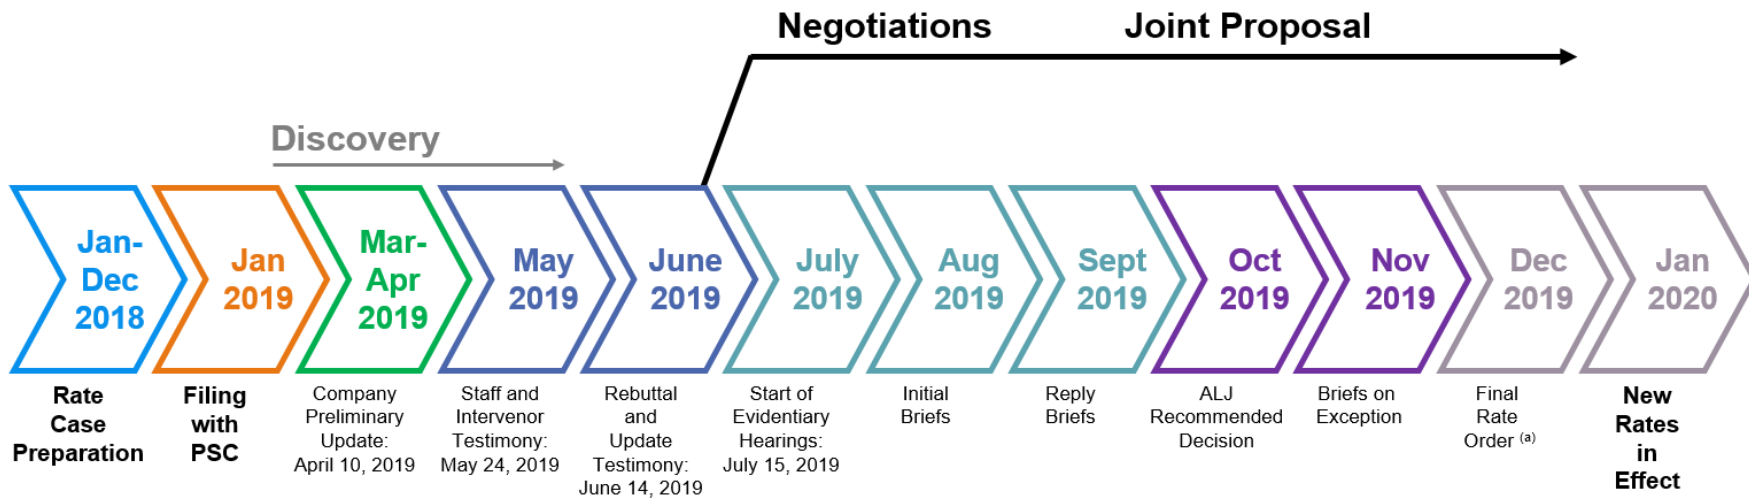 Negotiations
Joint Proposal
Discovery
Jan-
Dec
2018
Jan
2019
Mar-
Apr
2019
May
2019
June
2019
July
2019
Aug
2019
Sept
2019
Oct
2019
Nov
2019
Dec
2019
Jan
2020
Rate
Case
Preparation
Filing
with
PSC
Company
Preliminary
Update:
April 10, 2019
Staff and
Intervenor
Testimony:
May 24, 2019
Rebuttal
and
Update
Testimony:
June 14, 2019
Start of
Evidentiary
Hearings:
July 15, 2019
Initial
Briefs
Reply
Briefs
ALJ
Recommended
Decision
Briefs on
Exception
Final
Rate
Order (a)
New
Rates
in
Effect